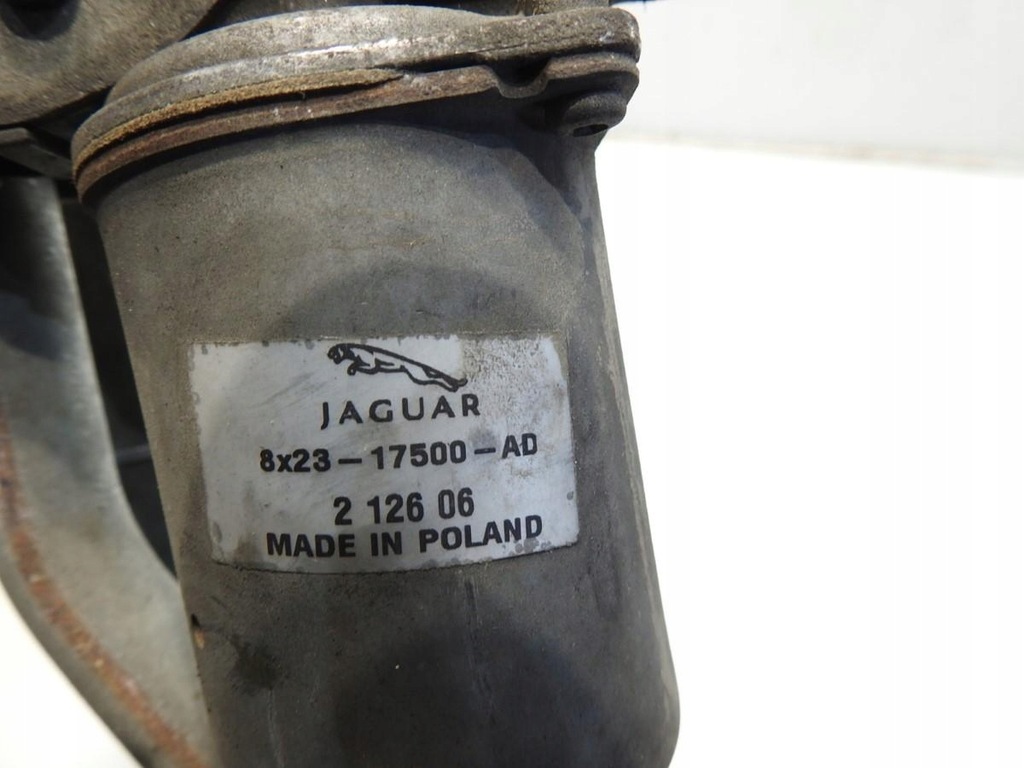 JAGUAR
8x23-17500-AD
2 126 06
MADE IN POLAND